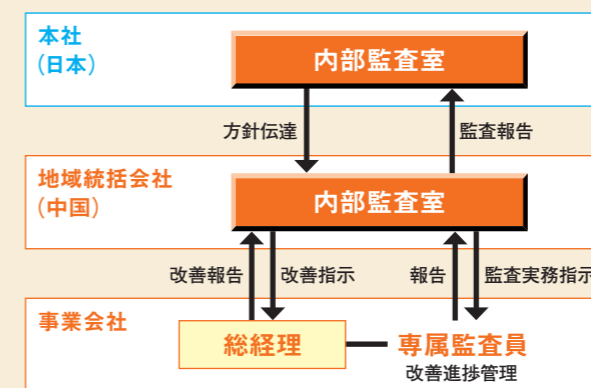 本社
(日本)
内部監査室
方針伝達
監査報告
地域統括会社
(中国)
内部監査室
改善報告
改善指示
報告
監査実務指示
事業会社
総経理
専属監査員
改善進捗管理